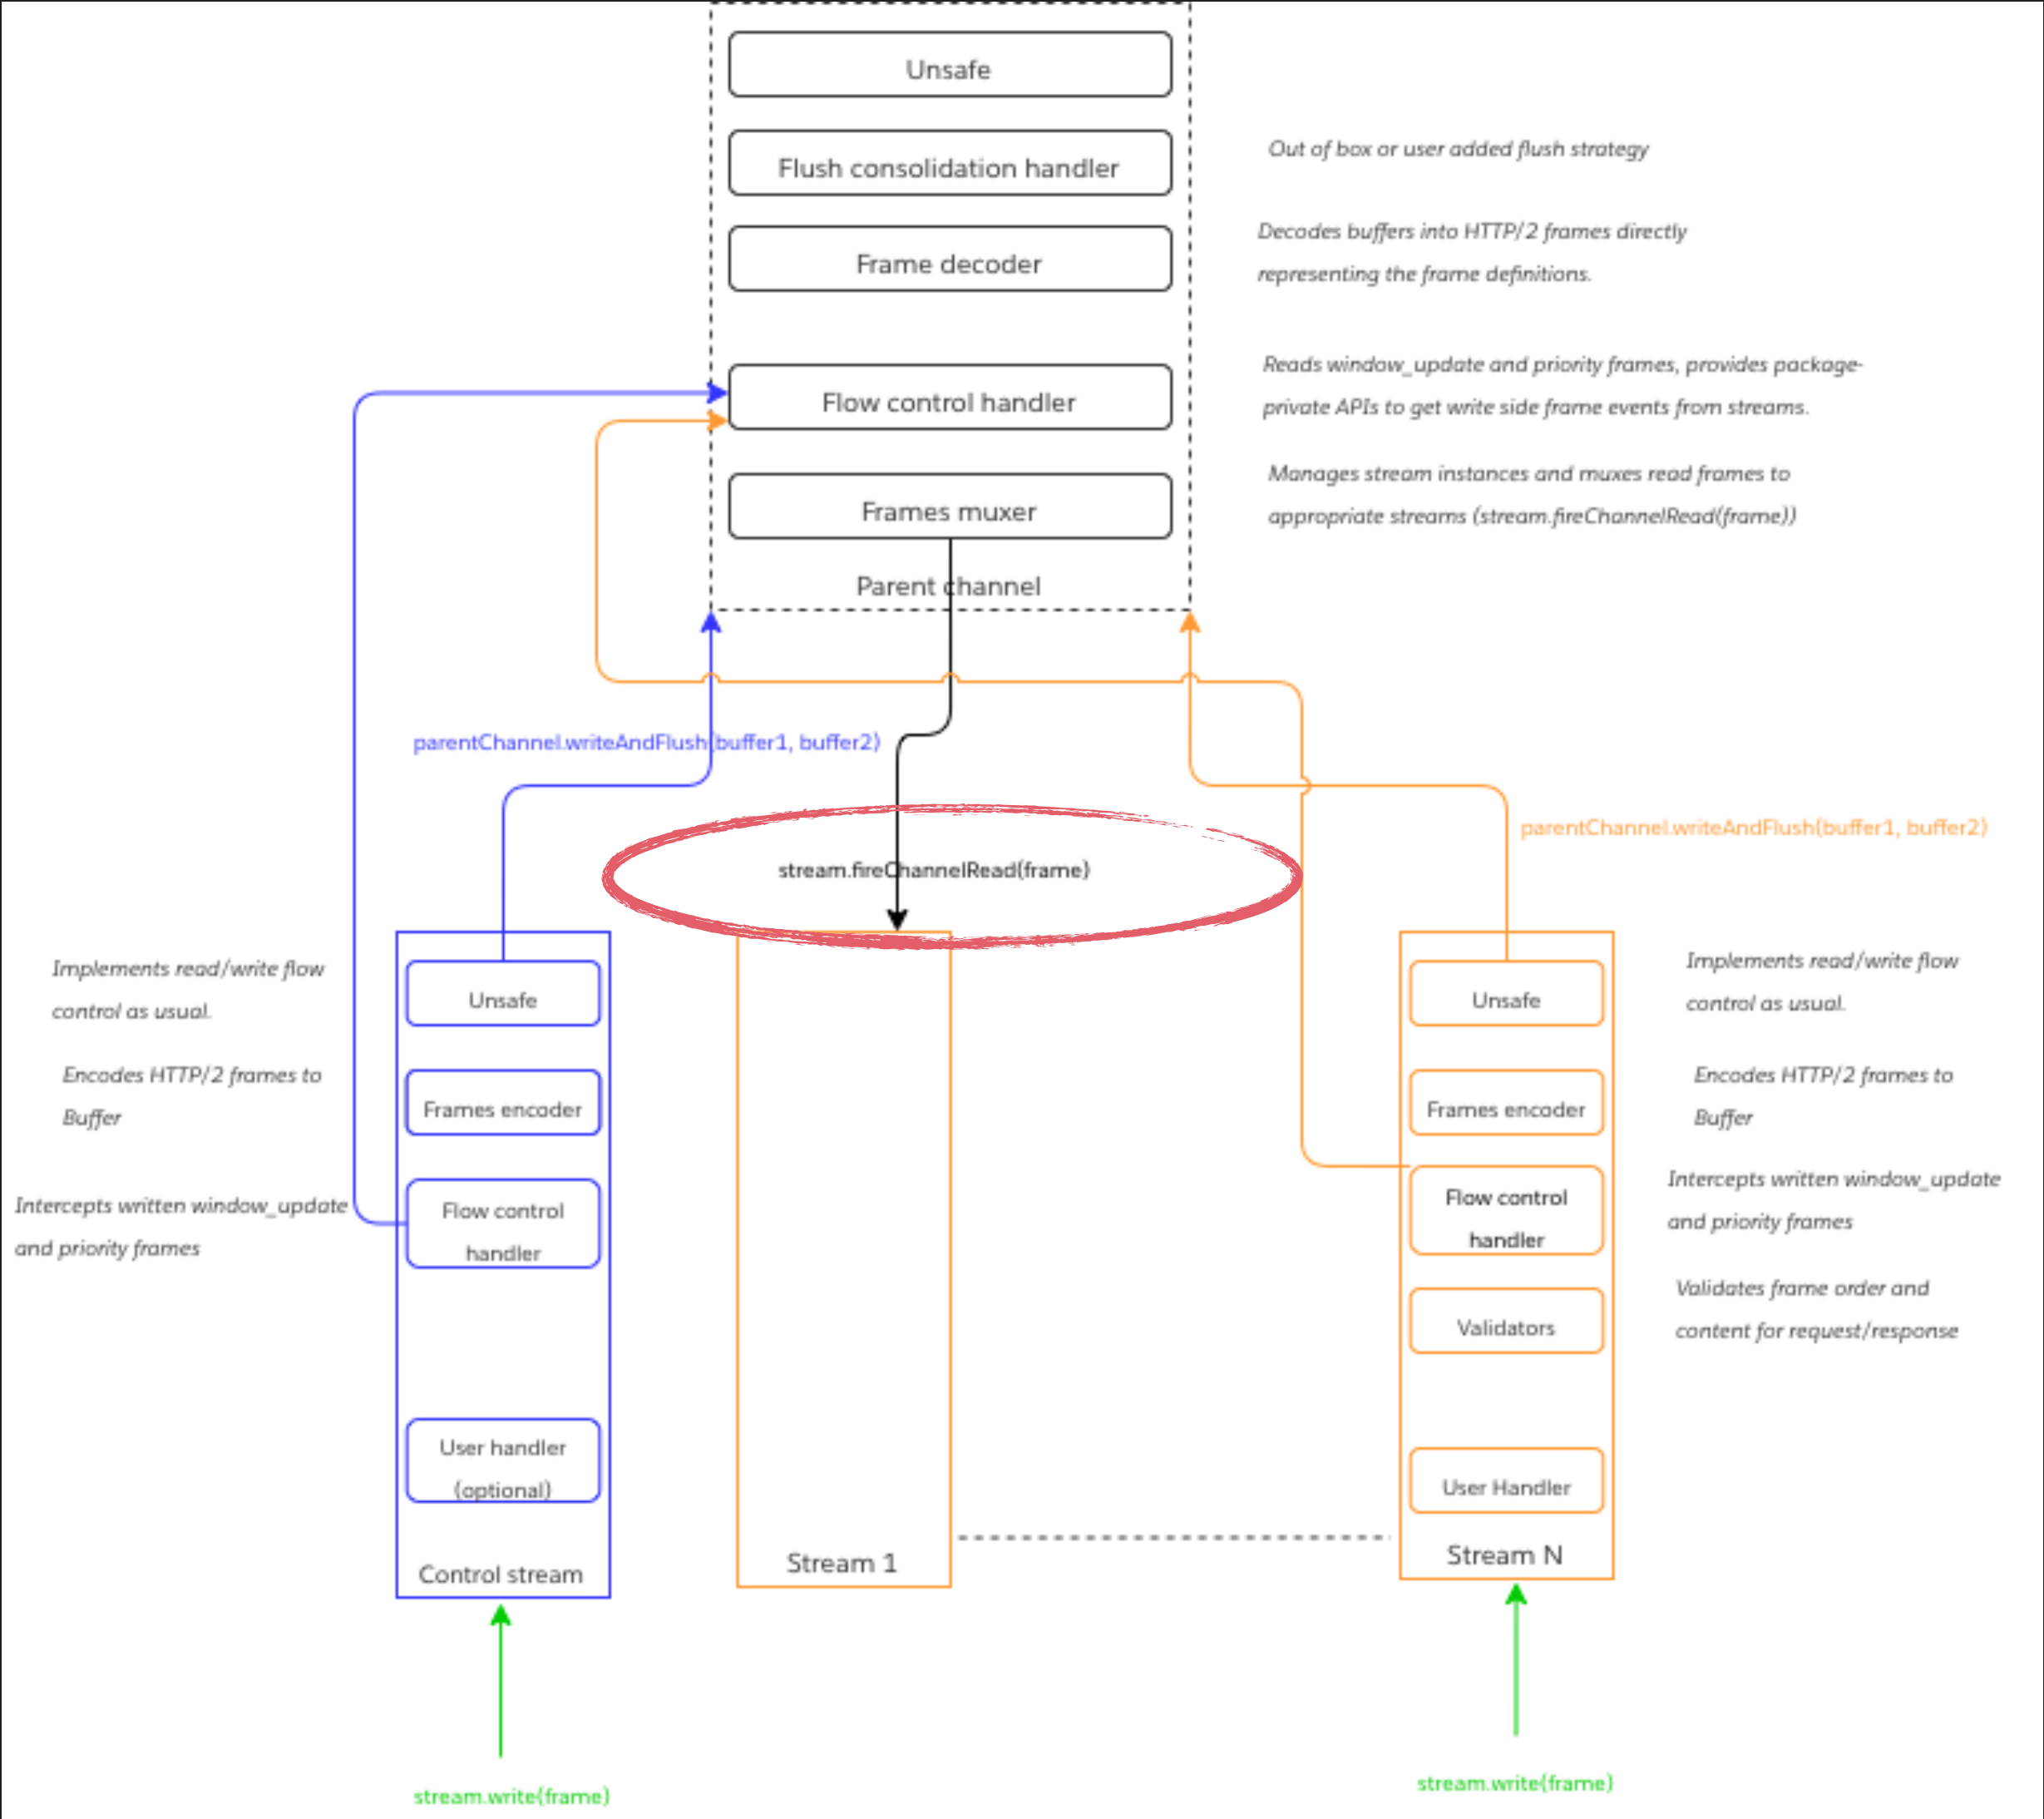 Unsafe
Flush consolidation handler
Out of box or user added flush strategy
Frame decoder
Decodes buffers into HTTP/2 frames directly
representing the frame definitions.
Flow control handler
Reads window_update and priority frames, provides package-
private APIs to get write side frame events from streams.
Frames muxer
Manages stream instances and muxes read frames to
appropriate streams (stream.fireChannelRead(frame))
Parent channel
parentChannel.writeAndFlush(buffer1, buffer2)
parentChannel.writeAndFlush(buffer1, buffer2)
stream.fireChannelRead(frame)
Implements read/write flow
control as usual.
Unsafe
Encodes HTTP/2 frames to
Buffer
Frames encoder
Intercepts written window_update
and priority frames
Flow control
handler
User handler
(optional)
Control stream
stream.write(frame)
Stream 1
Unsafe
Implements read/write flow
control as usual.
Frames encoder
Encodes HTTP/2 frames to
Buffer
Flow control
handler
Intercepts written window_update
and priority frames
Validators
Validates frame order and
content for request/response
User Handler
Stream N
stream.write(frame)